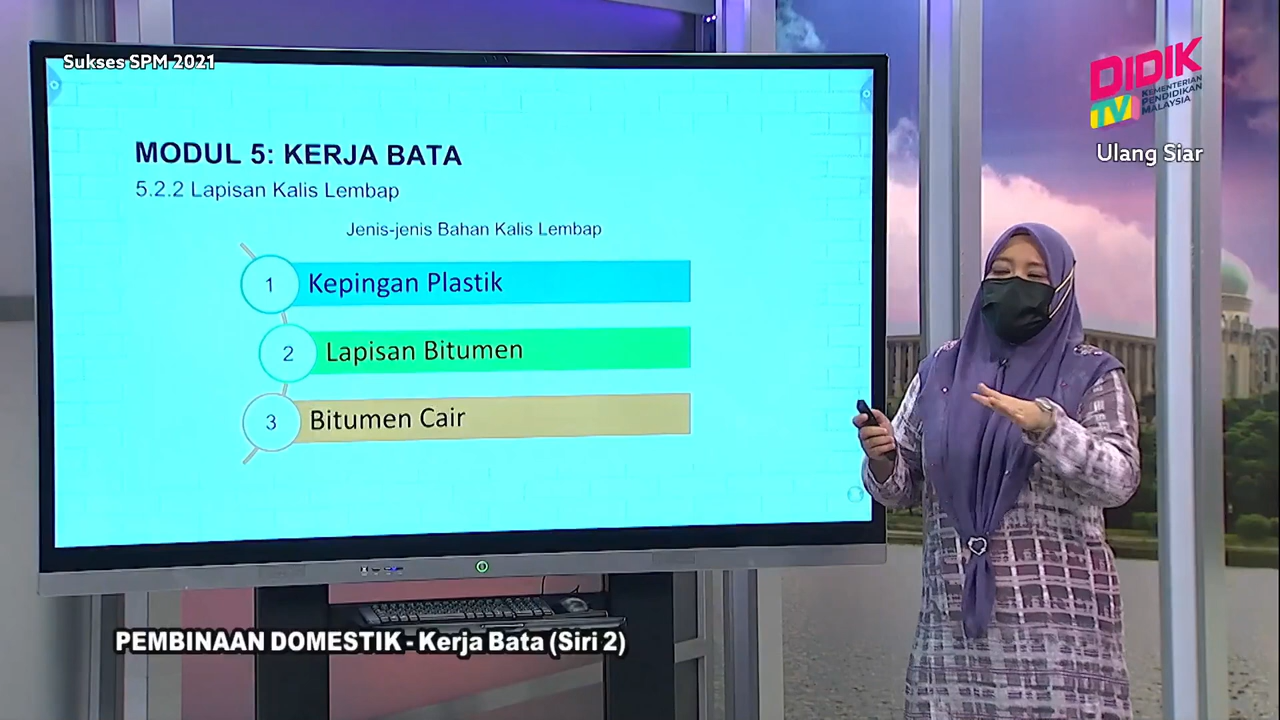 Sukses SPM 2021
DIDIK
TV
KEMENTERIAN
PENDIDIKAN
MALAYSIA
Ulang Siar
MODUL 5: KERJA BATA
5.2.2 Lapisan Kalis Lembap
Jenis-jenis Bahan Kalis Lembap
1 Kepingan Plastik
2 Lapisan Bitumen
3 Bitumen Cair
PEMBINAAN DOMESTIK - Kerja Bata (Siri 2)